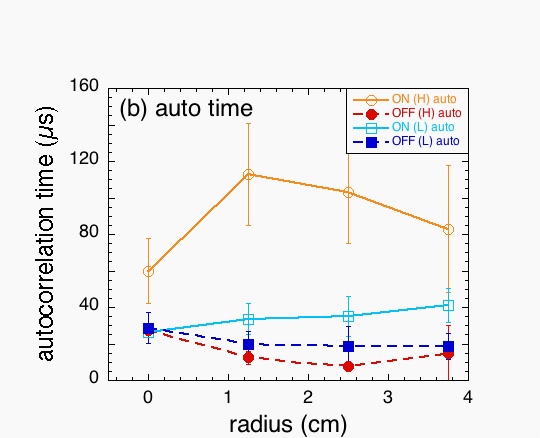 160
120
80
40
0
(b) auto time
ON (H) auto
OFF (H) auto
ON (L) auto
OFF (L) auto
autocorrelation time (μs)
0 1 2 3 4
radius (cm)